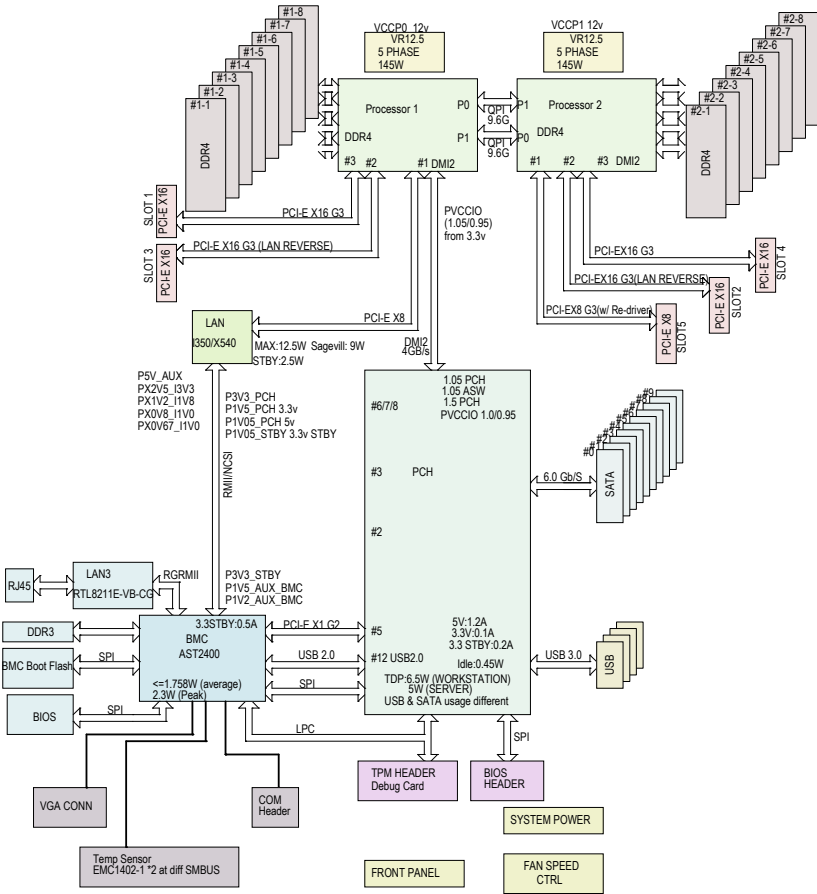 VCCP0 12v
VR12.5
5 PHASE
145W
VCCP1 12v
VR12.5
5 PHASE
145W
#1-8
#1-7
#1-6
#1-5
#1-4
#1-3
#1-2
#1-1
DDR4
Processor 1
P0
P1
DDR4
#3
#2
#1 DMI2
QPI
9.6G
QPI
9.6G
P1
Processor 2
P0
DDR4
#1
#2
#3 DMI2
#2-8
#2-7
#2-6
#2-5
#2-4
#2-3
#2-2
#2-1
DDR4
SLOT 1
PCI-E X16
PCI-E X16 G3
SLOT 3
PCI-E X16
PCI-E X16 G3 (LAN REVERSE)
PVCCIO
(1.05/0.95)
from 3.3v
PCI-EX16 G3
PCI-E X16
SLOT 4
PCI-EX16 G3(LAN REVERSE)
PCI-E X16
SLOT2
PCI-EX8 G3(w/ Re-driver)
PCI-E X8
SLOT5
LAN
I350/X540
PCI-E X8
MAX:12.5W Sagevill: 9W
STBY:2.5W
DMI2
4GB/s
P5V_AUX
PX2V5_I3V3
PX1V2_I1V8
PX0V8_I1V0
PX0V67_I1V0
P3V3_PCH
P1V5_PCH 3.3v
P1V05_PCH 5v
P1V05_STBY 3.3v STBY
RMII/NCSI
1.05 PCH
1.05 ASW
1.5 PCH
PVCCIO 1.0/0.95
#6/7/8
#3
PCH
#2
6.0 Gb/S
#9
#8
#7
#6
#5
#4
#3
#2
#
#0
SATA
RJ45
LAN3
RTL8211E-VB-CG
RGRMII
P3V3_STBY
P1V5_AUX_BMC
P1V2_AUX_BMC
DDR3
BMC Boot Flash
SPI
BIOS
SPI
3.3STBY:0.5A
BMC
AST2400
<=1.758W (average)
2.3W (Peak)
PCI-E X1 G2
#5
USB 2.0
#12 USB2.0
SPI
LPC
5V:1.2A
3.3V:0.1A
3.3 STBY:0.2A
Idle:0.45W
TDP:6.5W (WORKSTATION)
5W (SERVER)
USB & SATA usage different
USB 3.0
USB
SPI
VGA CONN
COM
Header
Temp Sensor
EMC1402-1 *2 at diff SMBUS
TPM HEADER
Debug Card
BIOS
HEADER
SYSTEM POWER
FRONT PANEL
FAN SPEED
CTRL